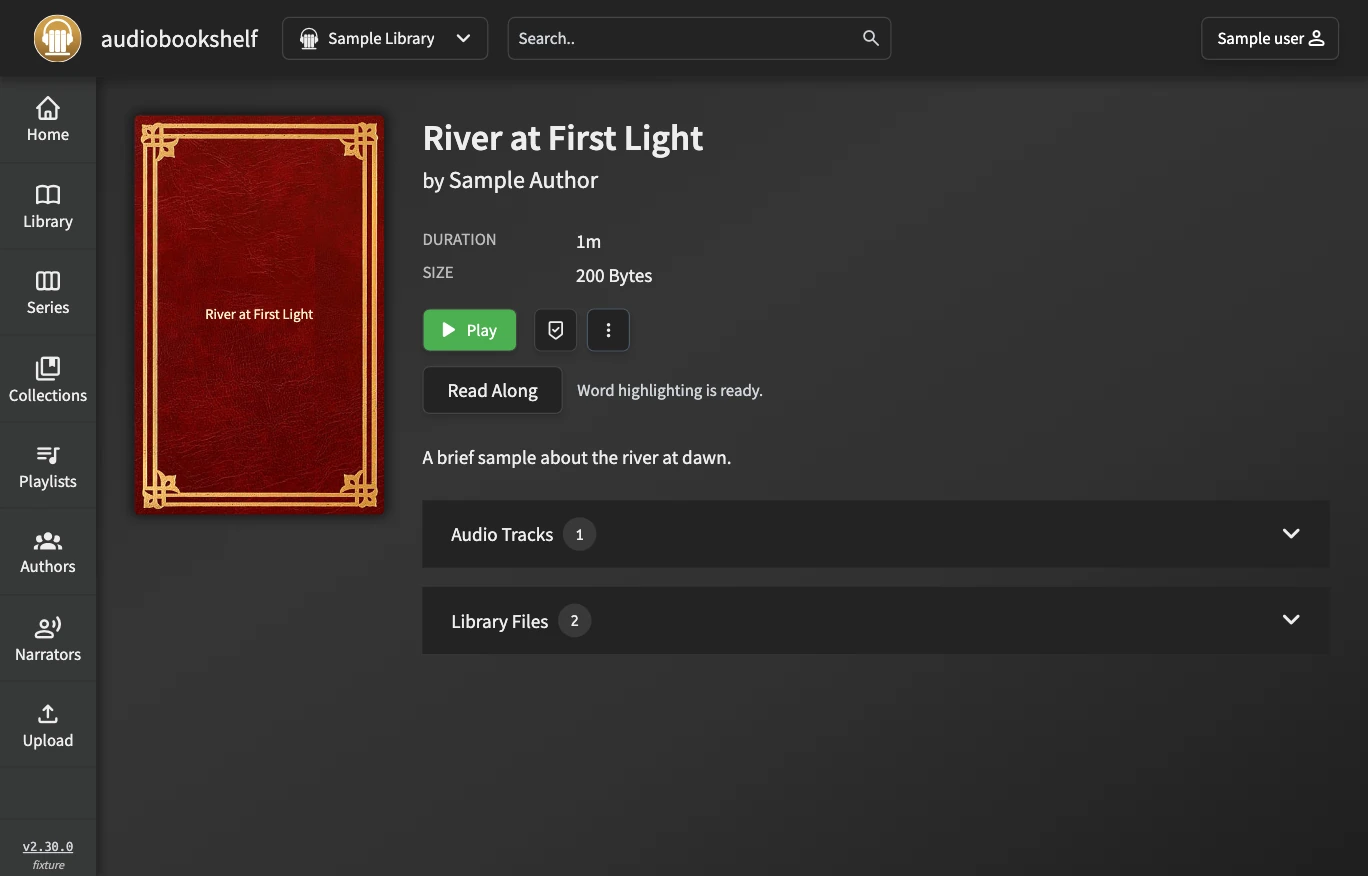 audiobookshelf
Sample Library
Search..
Sample user
Home
Library
Series
Collections
Playlists
Authors
Narrators
Upload
v2.30.0
fixture
River at First Light
River at First Light
by Sample Author
DURATION 1m
SIZE 200 Bytes
Play
Read Along Word highlighting is ready.
A brief sample about the river at dawn.
Audio Tracks 1
Library Files 2